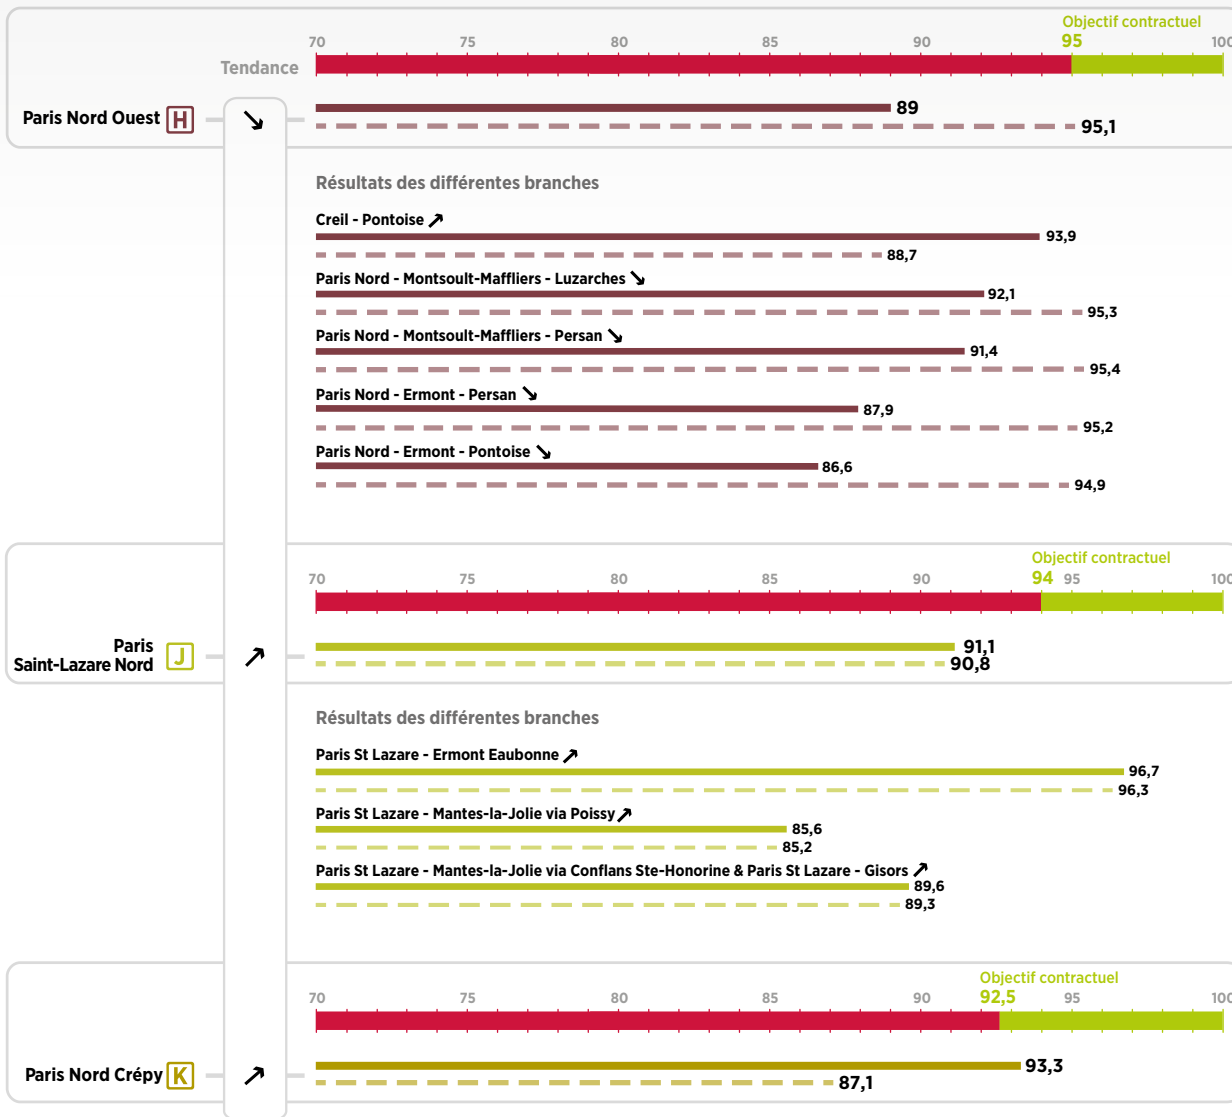 Objectif contractuel
70 75 80 85 90 95 100
Tendance
Paris Nord Ouest H
89
95,1
Résultats des différentes branches
Creil - Pontoise
93,9
88,7
Paris Nord - Montsoult-Maffliers - Luzarches
92,1
95,3
Paris Nord - Montsoult-Maffliers - Persan
91,4
95,4
Paris Nord - Ermont - Persan
87,9
95,2
Paris Nord - Ermont - Pontoise
86,6
94,9
Objectif contractuel
70 75 80 85 90 94 95 100
Paris
Saint-Lazare Nord J
91,1
90,8
Résultats des différentes branches
Paris St Lazare - Ermont Eaubonne
96,7
96,3
Paris St Lazare - Mantes-la-Jolie via Poissy
85,6
85,2
Paris St Lazare - Mantes-la-Jolie via Conflans Ste-Honorine & Paris St Lazare - Gisors
89,6
89,3
Objectif contractuel
70 75 80 85 90 92,5 95 100
Paris Nord Crépy K
93,3
87,1